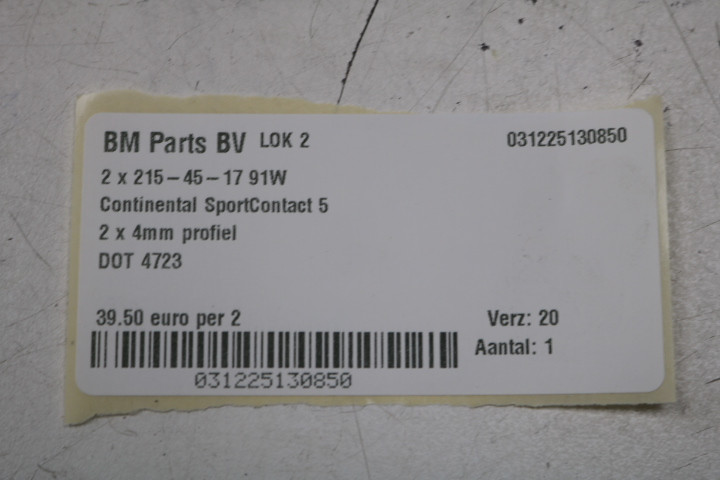 BM Parts BV LOK 2 031225130850
2 x 215-45-17 91W
Continental SportContact 5
2 x 4mm profiel
DOT 4723
39.50 euro per 2 Verz: 20
Aantal: 1
031225130850